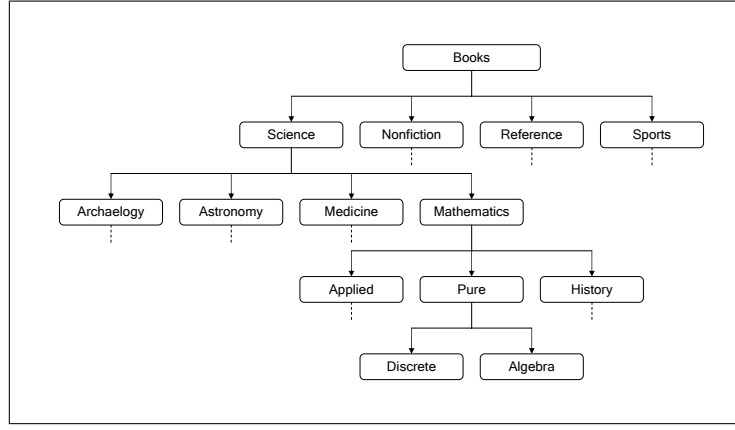 Books
Science Nonfiction Reference Sports
Archaelogy Astronomy Medicine Mathematics
Applied Pure History
Discrete Algebra